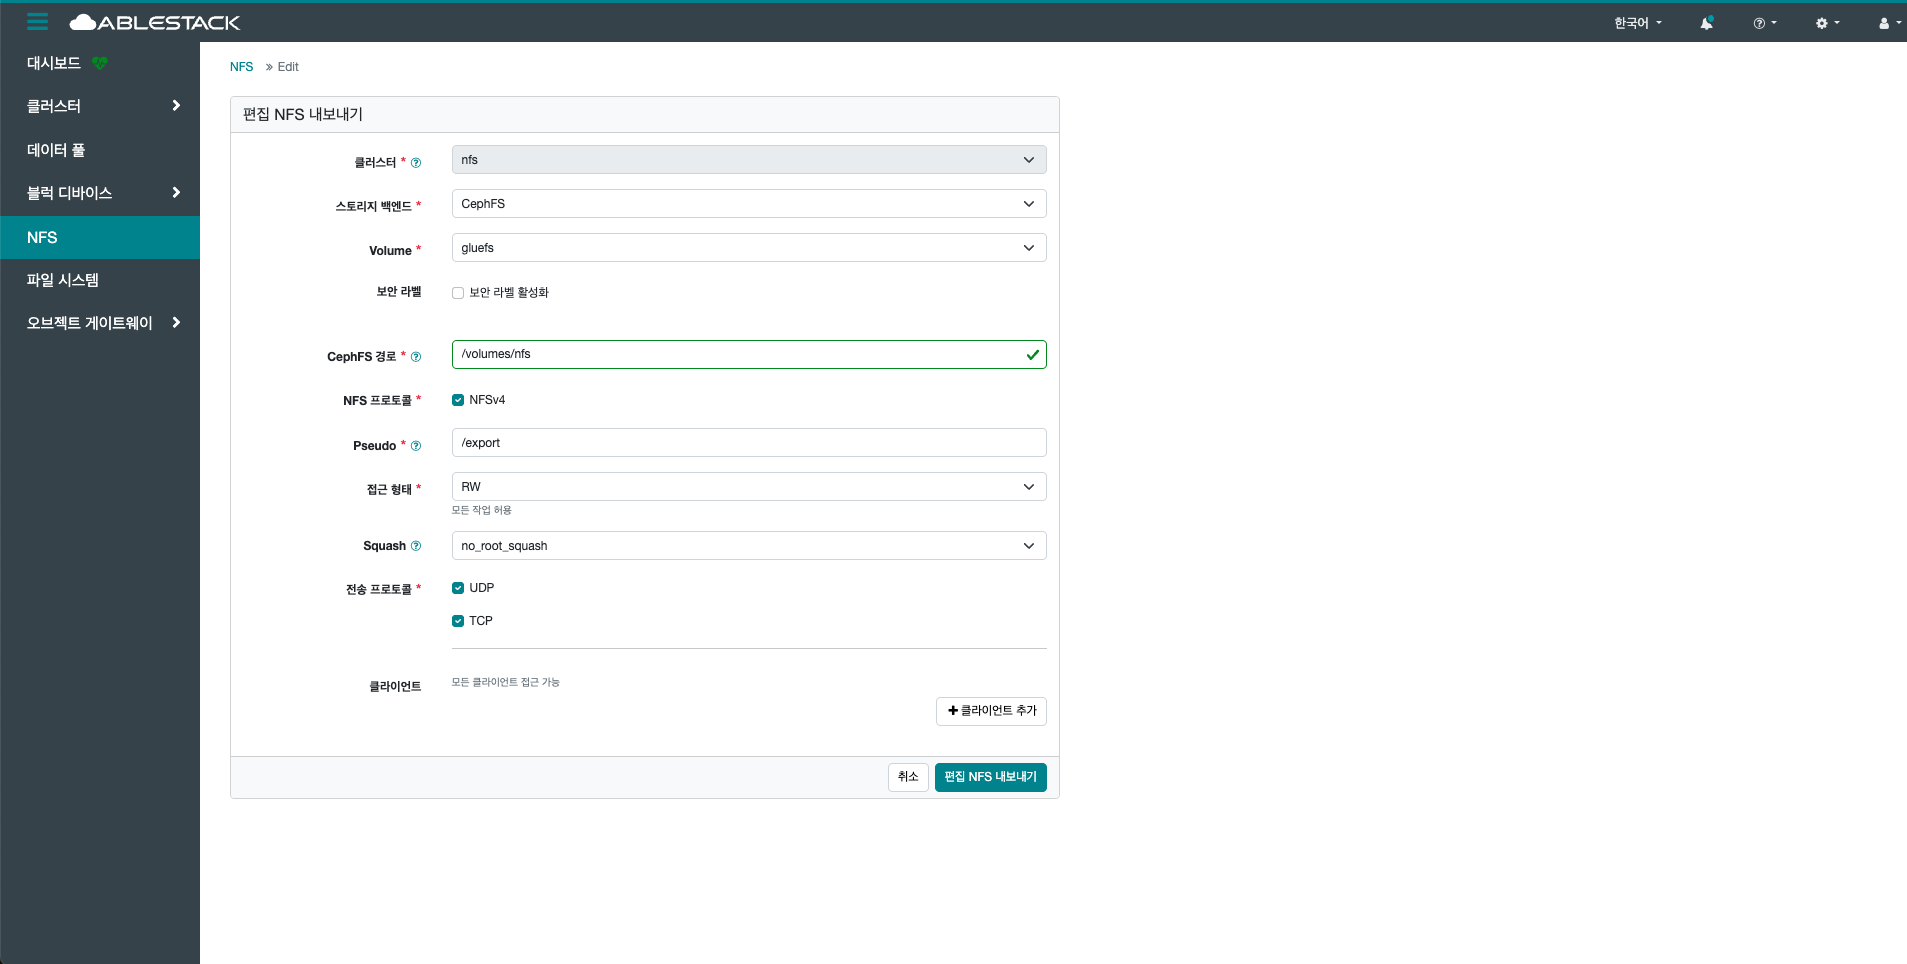 ABLESTACK
한국어
대시보드
클러스터
데이터 풀
블럭 디바이스
NFS
파일 시스템
오브젝트 게이트웨이
NFS » Edit
편집 NFS 내보내기
클러스터 * nfs
스토리지 백엔드 * CephFS
Volume * gluefs
보안 라벨 보안 라벨 활성화
CephFS 경로 * /volumes/nfs
NFS 프로토콜 * NFSv4
Pseudo * /export
접근 형태 * RW
모든 작업 허용
Squash no_root_squash
전송 프로토콜 * UDP
TCP
클라이언트 모든 클라이언트 접근 가능
클라이언트 추가
취소 편집 NFS 내보내기